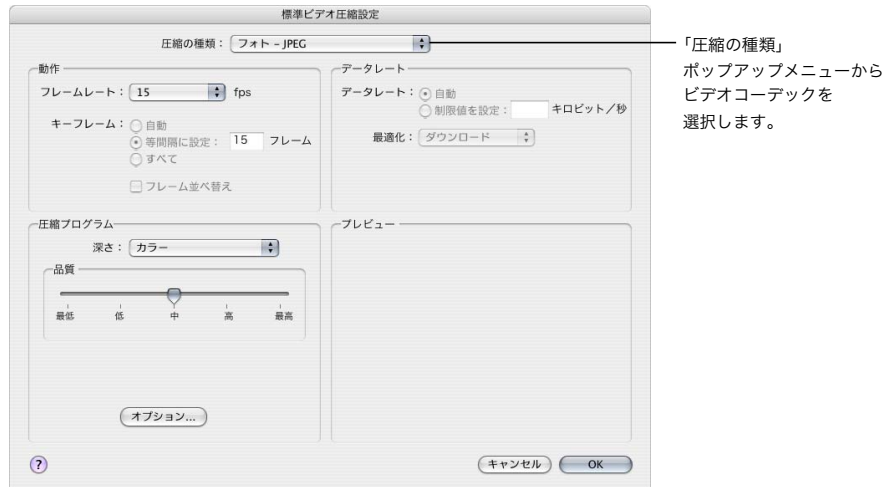 標準ビデオ圧縮設定
圧縮の種類： フォト - JPEG
「圧縮の種類」
ポップアップメニューから
ビデオコーデックを
選択します。
動作
フレームレート： 15 fps
キーフレーム： 自動
等間隔に設定： 15 フレーム
すべて
フレーム並べ替え
データレート
データレート： 自動
制限値を設定： キロビット／秒
最適化： ダウンロード
圧縮プログラム
深さ： カラー
品質
最低 低 中 高 最高
オプション...
プレビュー
? キャンセル OK